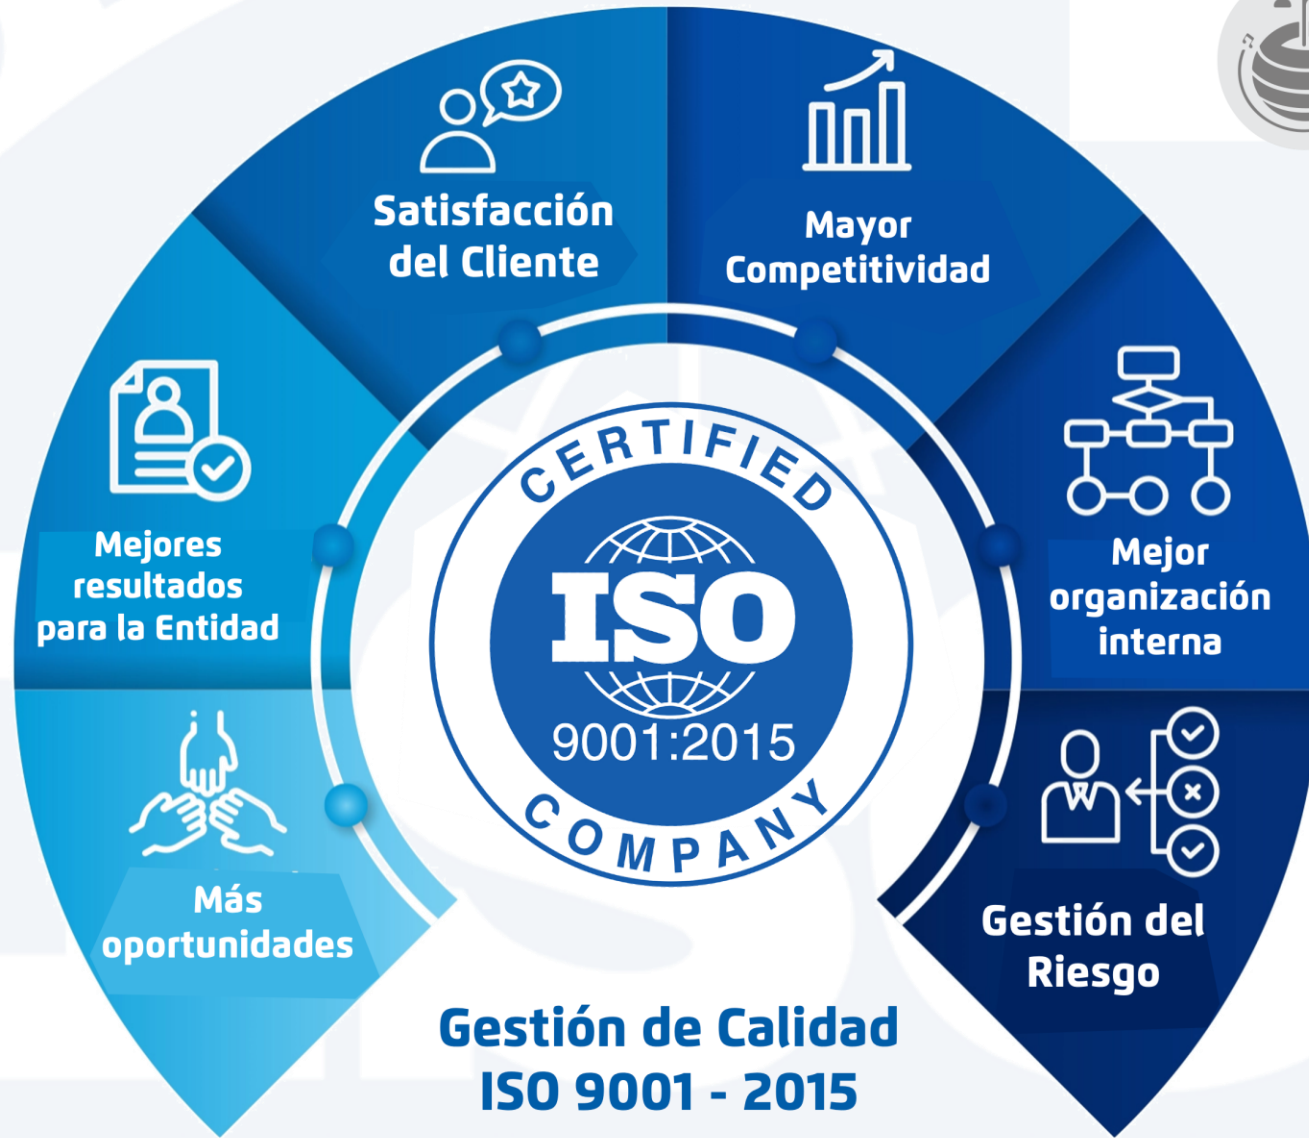 Satisfacción
del Cliente
Mayor
Competitividad
Mejores
resultados
para la Entidad
Mejor
organización
interna
Más
oportunidades
Gestión del
Riesgo
CERTIFIED
ISO
9001:2015
COMPANY
Gestión de Calidad
ISO 9001 - 2015